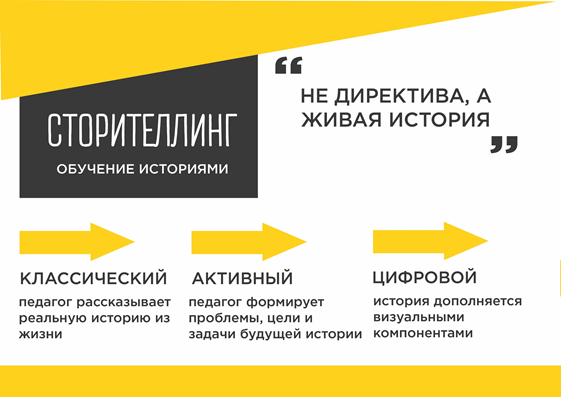 СТОРИТЕЛЛИНГ
ОБУЧЕНИЕ ИСТОРИЯМИ
“
НЕ ДИРЕКТИВА, А
ЖИВАЯ ИСТОРИЯ
”
КЛАССИЧЕСКИЙ
педагог рассказывает
реальную историю из
жизни
АКТИВНЫЙ
педагог формирует
проблемы, цели и
задачи будущей истории
ЦИФРОВОЙ
история дополняется
визуальными
компонентами